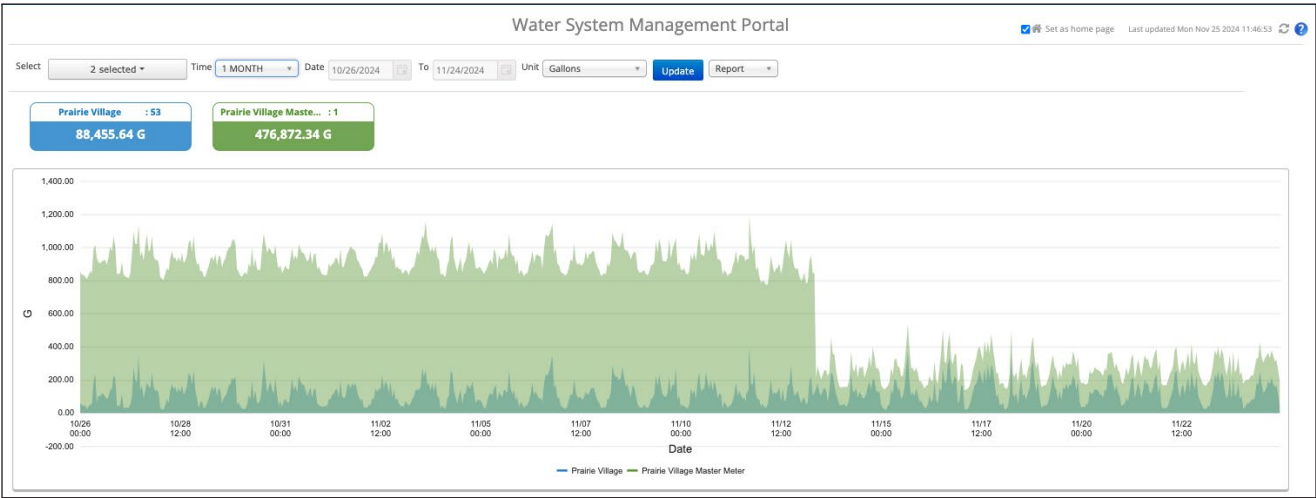 Water System Management Portal
Set as home page Last updated Mon Nov 25 2024 11:46:53 ?
Select 2 selected Time 1 MONTH Date 10/26/2024 To 11/24/2024 Unit Gallons Update Report
Prairie Village : 53 Prairie Village Maste... : 1
88,455.64 G 476,872.34 G
1,400.00
1,200.00
1,000.00
800.00
600.00
400.00
200.00
0.00
-200.00
G
10/26 10/28 10/31 11/02 11/05 11/07 11/10 11/12 11/15 11/17 11/20 11/22
00:00 12:00 00:00 12:00 00:00 12:00 00:00 12:00 00:00 12:00 00:00 12:00
Date
Prairie Village Prairie Village Master Meter